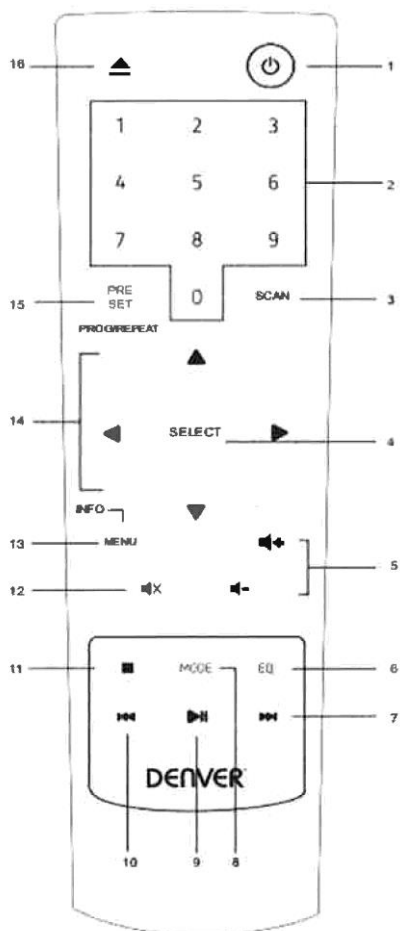 16 1
1 2 3
4 5 6 2
7 8 9
15 PRE SET 0 SCAN 3
PROG/REPEAT
14 SELECT 4
INFO
13 MENU
12 5
11 MODE EQ 6
7
DENVER
10 9 8